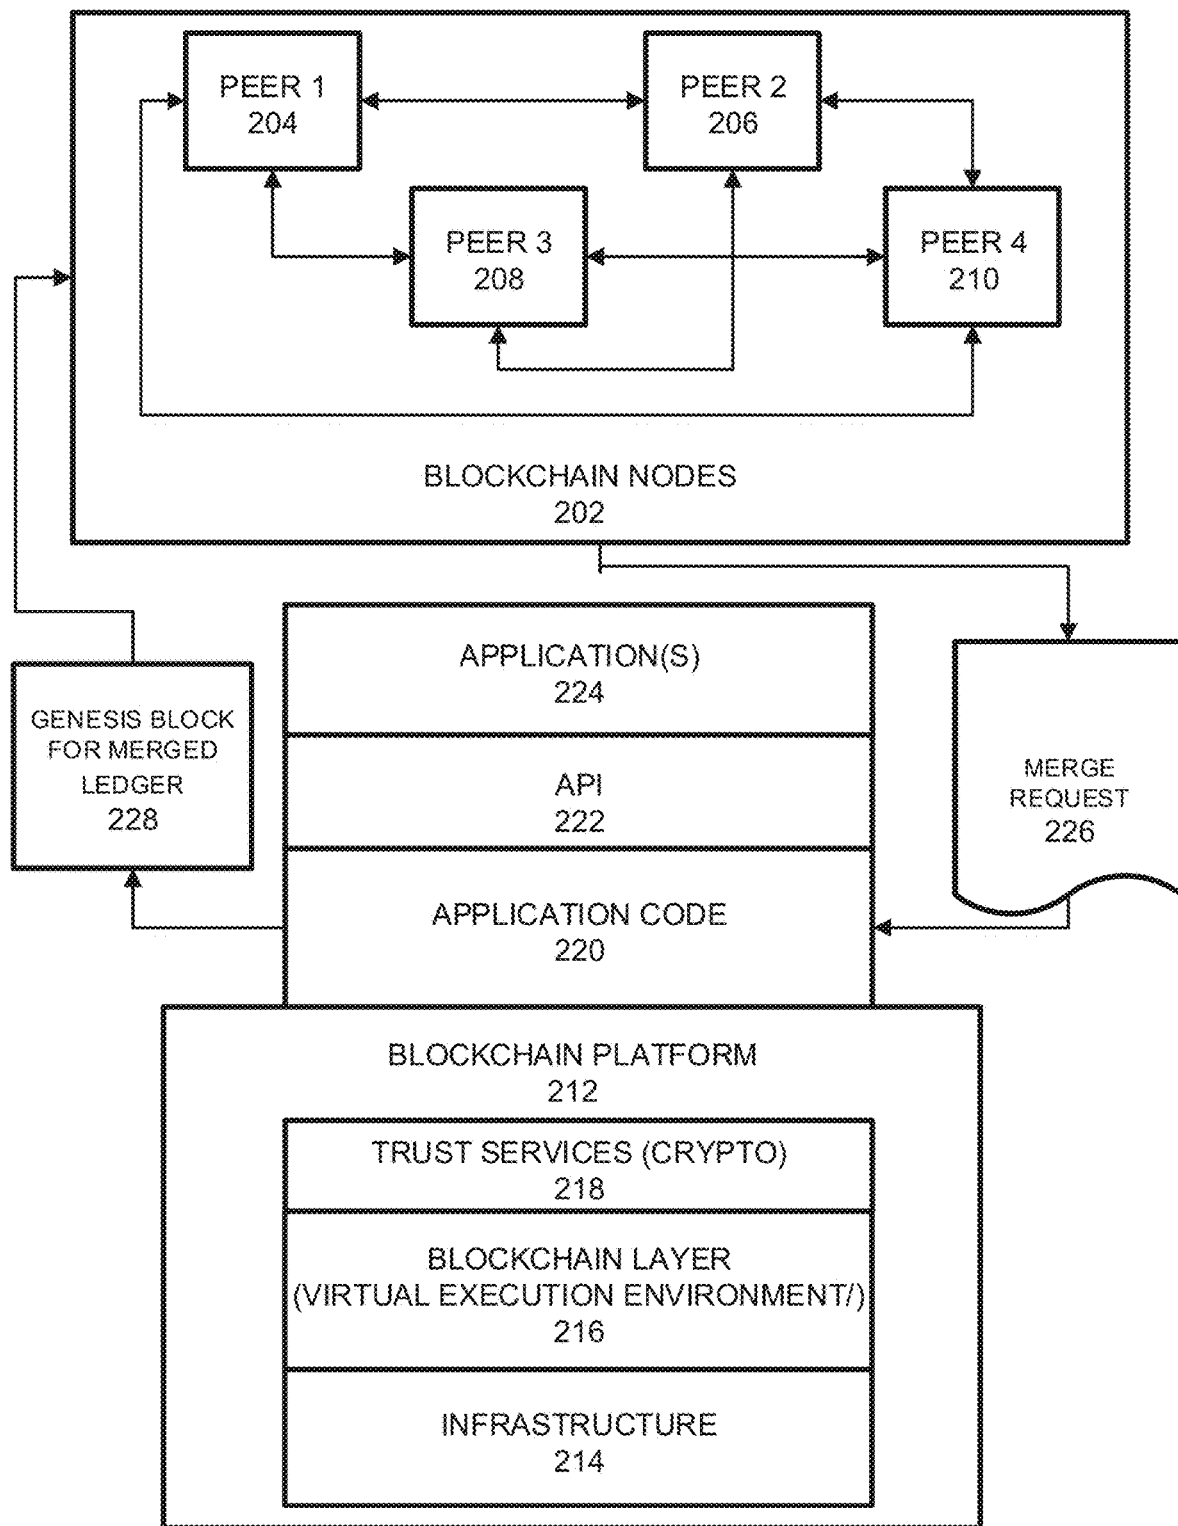 PEER 1
204
PEER 2
206
PEER 3
208
PEER 4
210
BLOCKCHAIN NODES
202
APPLICATION(S)
224
GENESIS BLOCK
FOR MERGED
LEDGER
228
API
222
MERGE
REQUEST
226
APPLICATION CODE
220
BLOCKCHAIN PLATFORM
212
TRUST SERVICES (CRYPTO)
218
BLOCKCHAIN LAYER
(VIRTUAL EXECUTION ENVIRONMENT/)
216
INFRASTRUCTURE
214